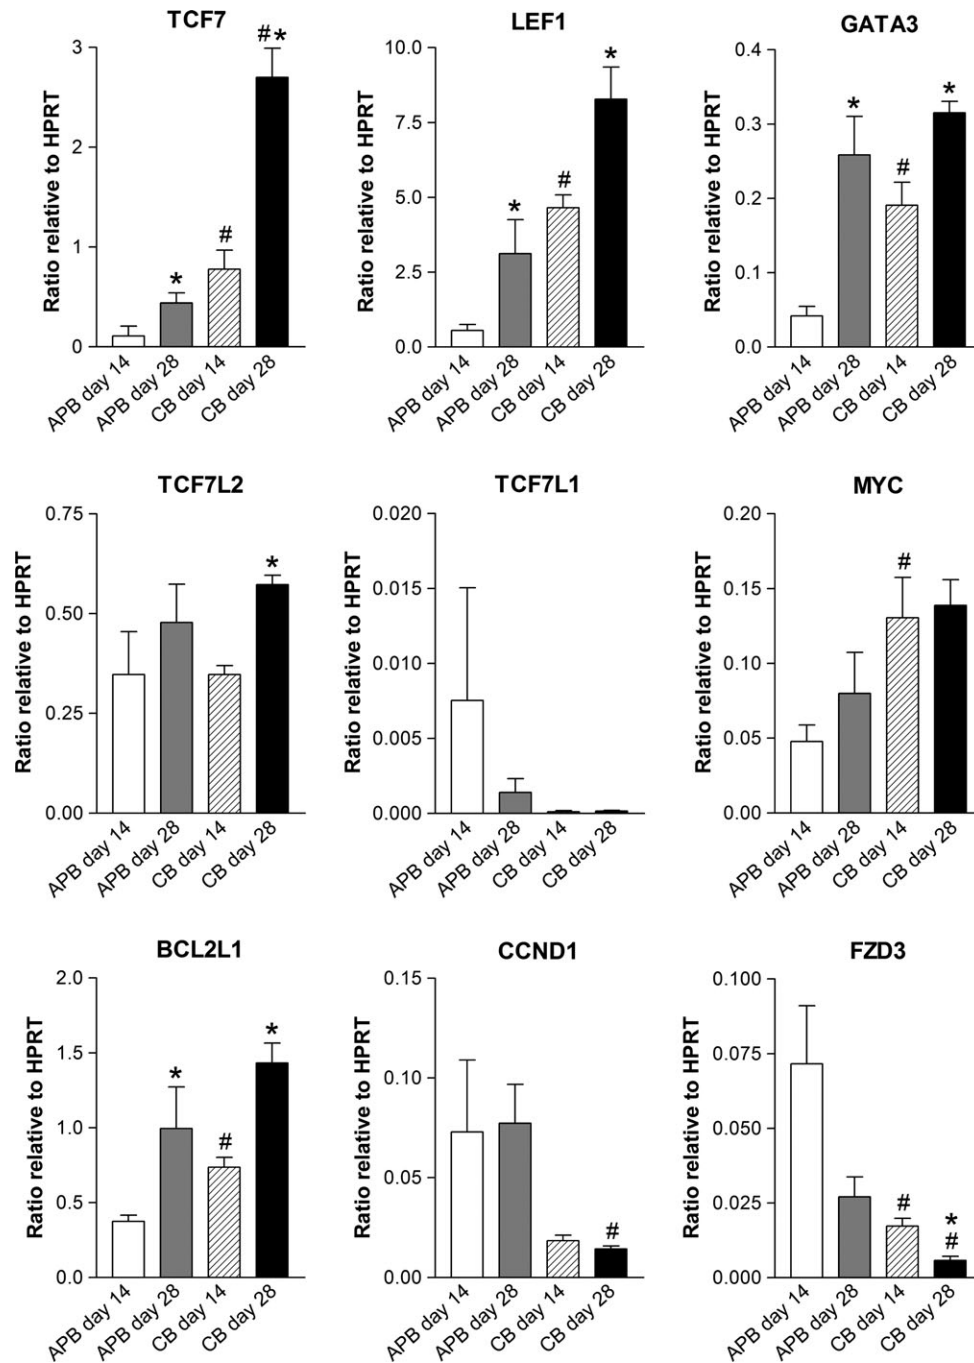 TCF7
Ratio relative to HPRT
3
2
1
0
#*
#
*
APB day 14
APB day 28
CB day 14
CB day 28
LEF1
Ratio relative to HPRT
10.0
7.5
5.0
2.5
0.0
*
#
*
APB day 14
APB day 28
CB day 14
CB day 28
GATA3
Ratio relative to HPRT
0.4
0.3
0.2
0.1
0.0
*
*
#
APB day 14
APB day 28
CB day 14
CB day 28
TCF7L2
Ratio relative to HPRT
0.75
0.50
0.25
0.00
*
APB day 14
APB day 28
CB day 14
CB day 28
TCF7L1
Ratio relative to HPRT
0.020
0.015
0.010
0.005
0.000
APB day 14
APB day 28
CB day 14
CB day 28
MYC
Ratio relative to HPRT
0.20
0.15
0.10
0.05
0.00
#
APB day 14
APB day 28
CB day 14
CB day 28
BCL2L1
Ratio relative to HPRT
2.0
1.5
1.0
0.5
0.0
*
*
#
APB day 14
APB day 28
CB day 14
CB day 28
CCND1
Ratio relative to HPRT
0.15
0.10
0.05
0.00
#
APB day 14
APB day 28
CB day 14
CB day 28
FZD3
Ratio relative to HPRT
0.100
0.075
0.050
0.025
0.000
#
*
#
APB day 14
APB day 28
CB day 14
CB day 28